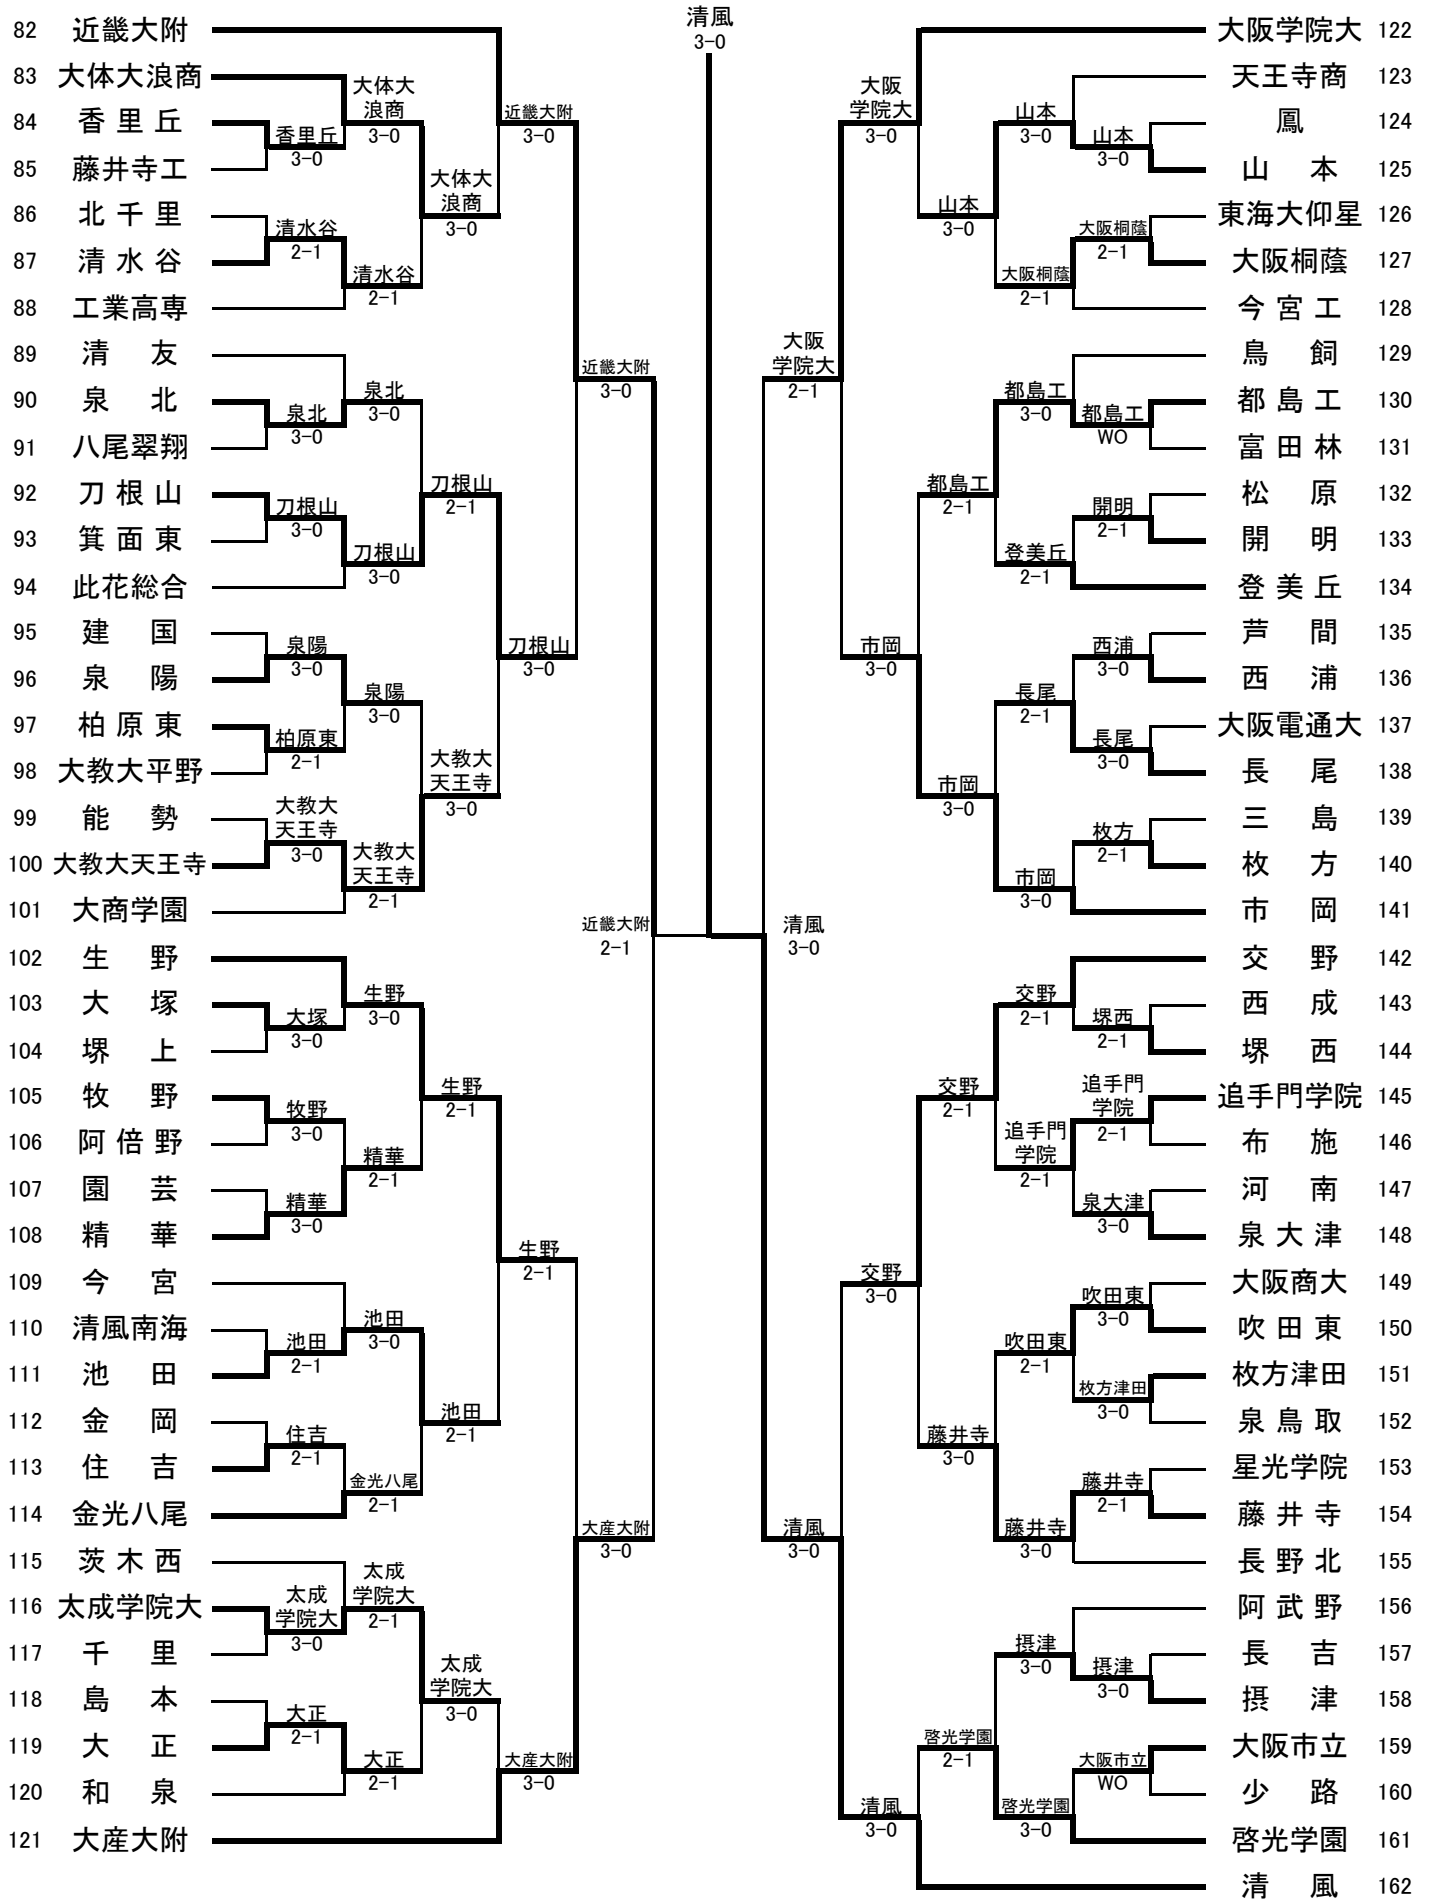 清風
3-0
82 近畿大附
83 大体大浪商
84 香里丘
85 藤井寺工
86 北千里
87 清水谷
88 工業高専
89 清友
90 泉北
91 八尾翠翔
92 刀根山
93 箕面東
94 此花総合
95 建国
96 泉陽
97 柏原東
98 大教大平野
99 能勢
100 大教大天王寺
101 大商学園
102 生野
103 大塚
104 堺上
105 牧野
106 阿倍野
107 園芸
108 精華
109 今宮
110 清風南海
111 池田
112 金岡
113 住吉
114 金光八尾
115 茨木西
116 太成学院大
117 千里
118 島本
119 大正
120 和泉
121 大産大附
香里丘
3-0
清水谷
2-1
泉北
3-0
刀根山
3-0
泉陽
3-0
柏原東
2-1
大教大
天王寺
3-0
大塚
3-0
牧野
3-0
精華
3-0
池田
2-1
住吉
2-1
太成
学院大
3-0
大正
2-1
大体大
浪商
3-0
清水谷
2-1
泉北
3-0
刀根山
3-0
泉陽
3-0
大教大
天王寺
2-1
生野
3-0
精華
2-1
池田
3-0
金光八尾
2-1
太成
学院大
2-1
大正
2-1
大体大
浪商
3-0
刀根山
2-1
大教大
天王寺
3-0
生野
2-1
池田
2-1
太成
学院大
3-0
近畿大附
3-0
刀根山
3-0
生野
2-1
大産大附
3-0
近畿大附
3-0
大産大附
3-0
近畿大附
2-1
清風
3-0
大阪
学院大
2-1
清風
3-0
大阪
学院大
3-0
市岡
3-0
交野
3-0
清風
3-0
山本
3-0
都島工
2-1
市岡
3-0
交野
2-1
藤井寺
3-0
啓光学園
2-1
山本
3-0
大阪桐蔭
2-1
都島工
3-0
登美丘
2-1
長尾
2-1
市岡
3-0
交野
2-1
追手門
学院
2-1
吹田東
2-1
藤井寺
3-0
摂津
3-0
啓光学園
3-0
山本
3-0
大阪桐蔭
2-1
都島工
WO
開明
2-1
西浦
3-0
長尾
3-0
枚方
2-1
堺西
2-1
追手門
学院
2-1
泉大津
3-0
吹田東
3-0
枚方津田
3-0
藤井寺
2-1
摂津
3-0
大阪市立
WO
大阪学院大 122
天王寺商 123
鳳 124
山本 125
東海大仰星 126
大阪桐蔭 127
今宮工 128
鳥飼 129
都島工 130
富田林 131
松原 132
開明 133
登美丘 134
芦間 135
西浦 136
大阪電通大 137
長尾 138
三島 139
枚方 140
市岡 141
交野 142
西成 143
堺西 144
追手門学院 145
布施 146
河南 147
泉大津 148
大阪商大 149
吹田東 150
枚方津田 151
泉鳥取 152
星光学院 153
藤井寺 154
長野北 155
阿武野 156
長吉 157
摂津 158
大阪市立 159
少路 160
啓光学園 161
清風 162